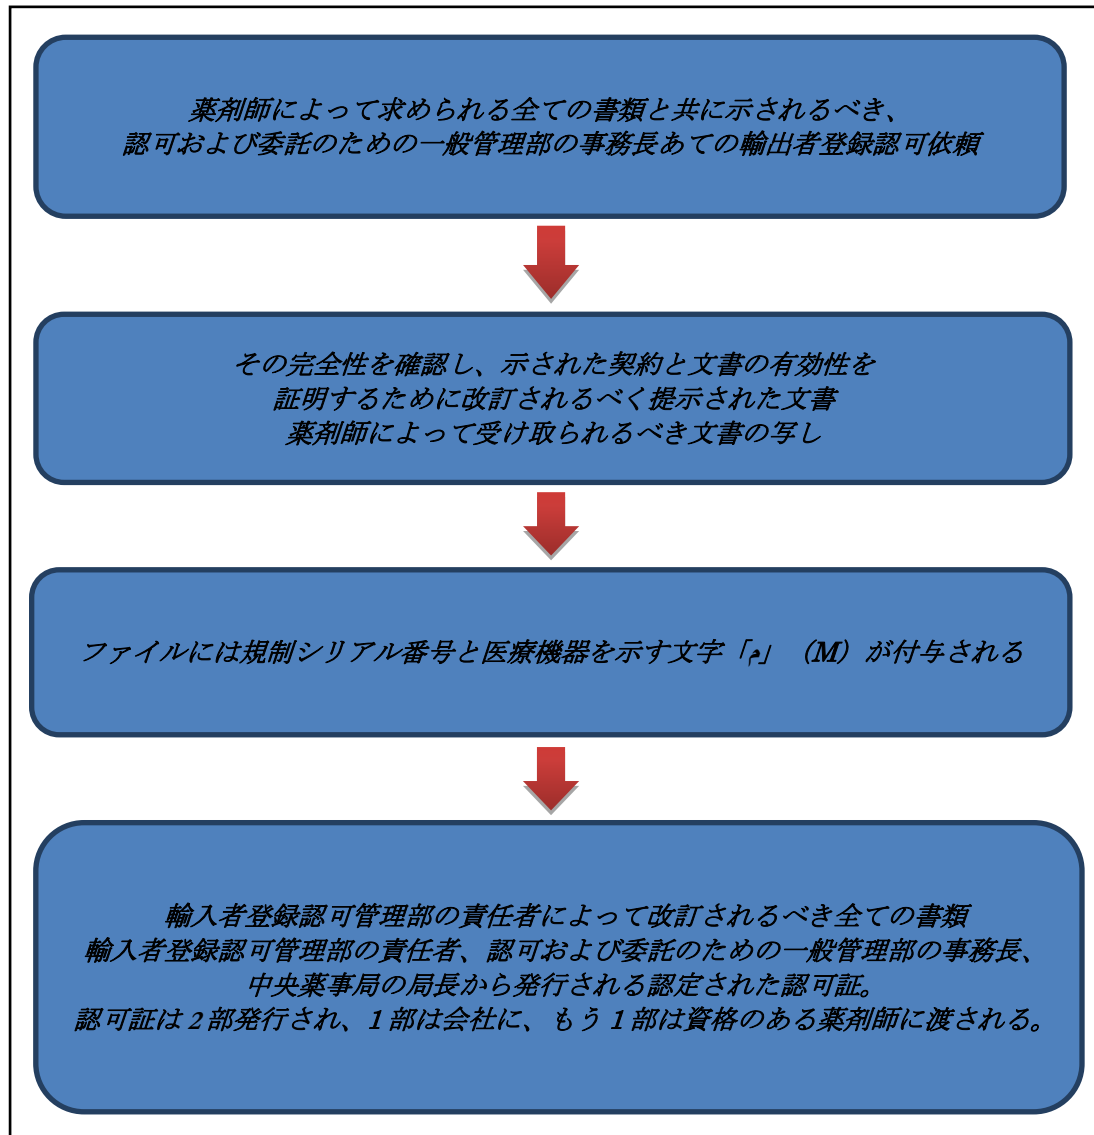 薬剤師によって求められる全ての書類と共に示されるべき、
認可および委託のための一般管理部の事務長あての輸出者登録認可依頼
その完全性を確認し、示された契約と文書の有効性を
証明するために改訂されるべく提示された文書
薬剤師によって受け取られるべき文書の写し
ファイルには規制シリアル番号と医療機器を示す文字「م」（M）が付与される
輸入者登録認可管理部の責任者によって改訂されるべき全ての書類
輸入者登録認可管理部の責任者、認可および委託のための一般管理部の事務長、
中央薬事局の局長から発行される認定された認可証。
認可証は 2 部発行され、1 部は会社に、もう 1 部は資格のある薬剤師に渡される。